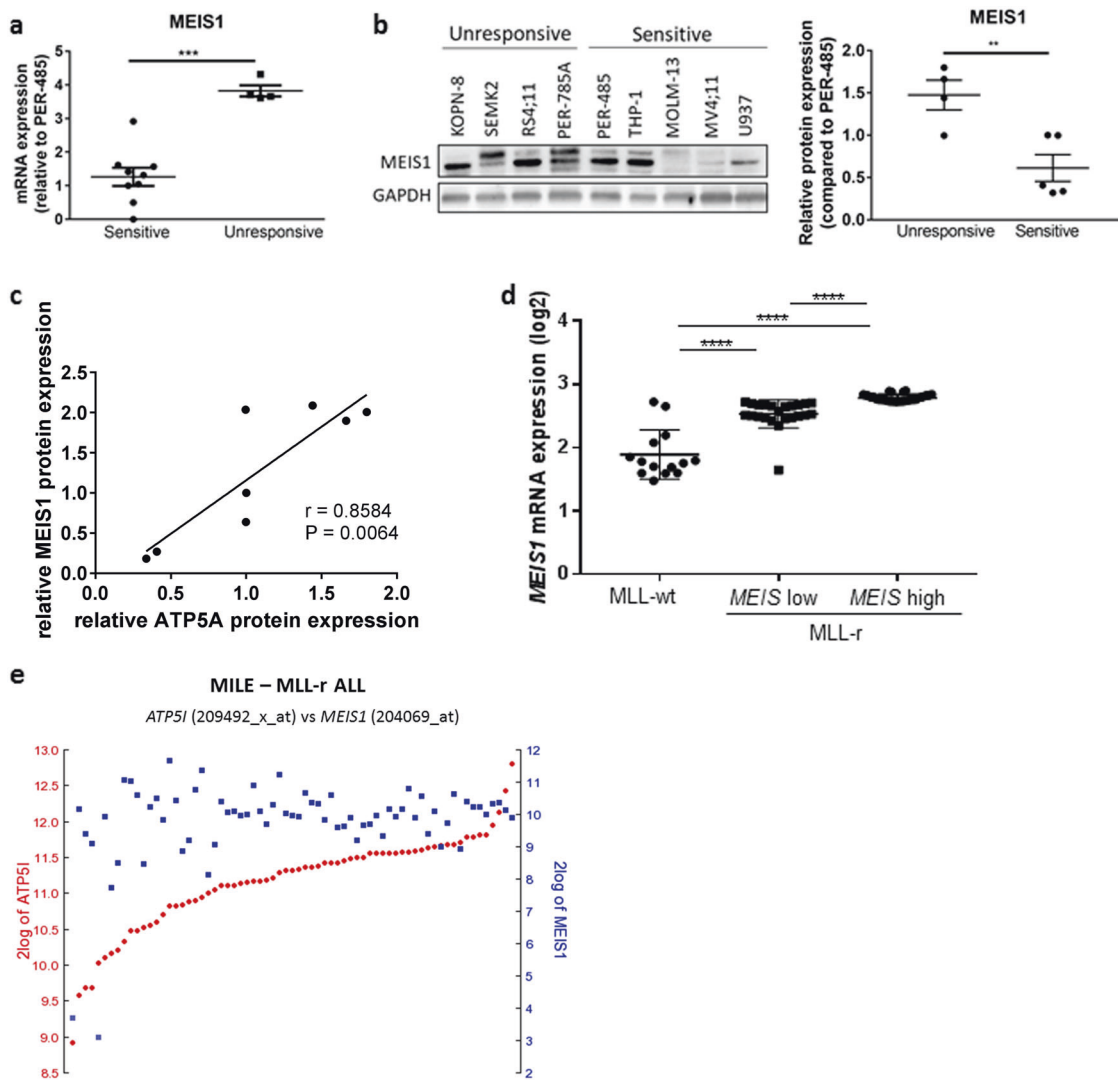 a
MEIS1
***
mRNA expression
(relative to PER-485)
5
4
3
2
1
0
Sensitive
Unresponsive
b
Unresponsive
Sensitive
KOPN-8
SEMK2
RS4;11
PER-785A
PER-485
THP-1
MOLM-13
MV4;11
U937
MEIS1
GAPDH
MEIS1
**
Relative protein expression
(compared to PER-485)
2.0
1.5
1.0
0.5
0.0
Unresponsive
Sensitive
c
relative MEIS1 protein expression
2.5
2.0
1.5
1.0
0.5
0.0
r = 0.8584
P = 0.0064
0.0 0.5 1.0 1.5 2.0
relative ATP5A protein expression
d
****
****
****
MEIS1 mRNA expression (log2)
4
3
2
1
0
MLL-wt
MEIS low
MEIS high
MLL-r
e
MILE – MLL-r ALL
ATP5I (209492_x_at) vs MEIS1 (204069_at)
2log of ATP5I
13.0
12.5
12.0
11.5
11.0
10.5
10.0
9.5
9.0
8.5
12
11
10
9
8
7
6
5
4
3
2
2log of MEIS1